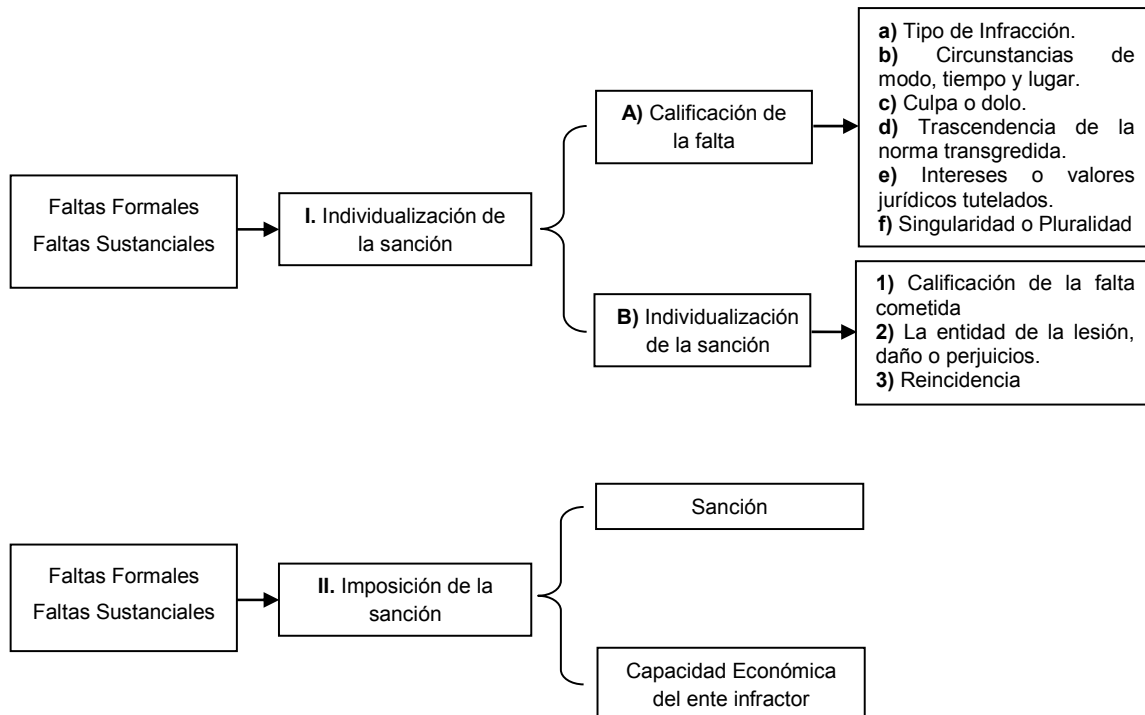 Faltas Formales
Faltas Sustanciales
I. Individualización de
la sanción
A) Calificación de
la falta
a) Tipo de Infracción.
b) Circunstancias de
modo, tiempo y lugar.
c) Culpa o dolo.
d) Trascendencia de la
norma transgredida.
e) Intereses o valores
jurídicos tutelados.
f) Singularidad o Pluralidad
B) Individualización
de la sanción
1) Calificación de la falta
cometida
2) La entidad de la lesión,
daño o perjuicios.
3) Reincidencia
Faltas Formales
Faltas Sustanciales
II. Imposición de la
sanción
Sanción
Capacidad Económica
del ente infractor